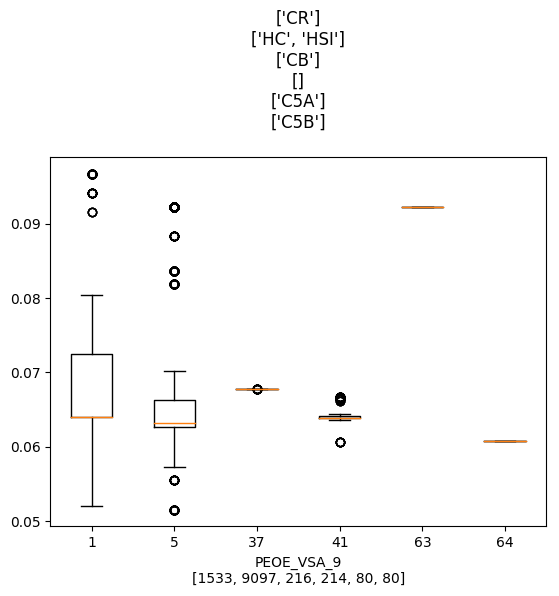 ['CR']
['HC', 'HSI']
['CB']
[]
['C5A']
['C5B']
0.09
0.08
0.07
0.06
0.05
1 5 37 41 63 64
PEOE_VSA_9
[1533, 9097, 216, 214, 80, 80]